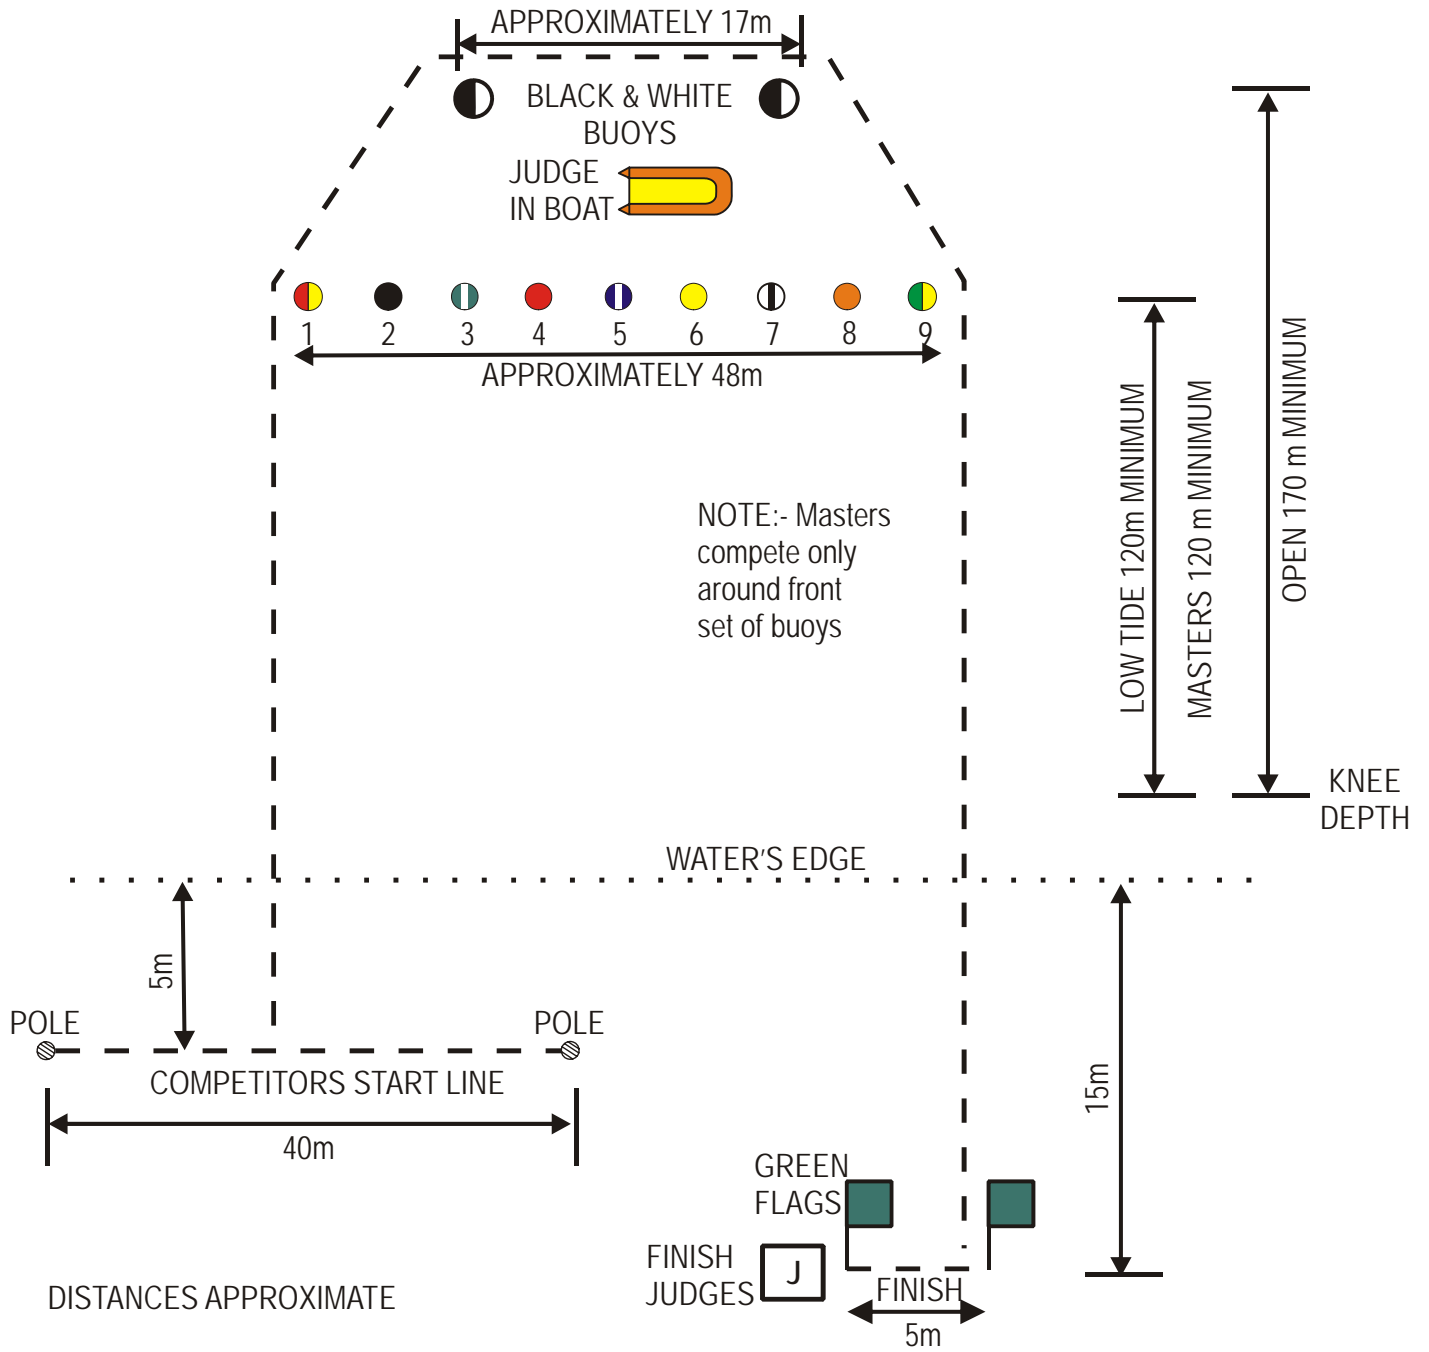 APPROXIMATELY 17m
BLACK & WHITE
BUOYS
JUDGE
IN BOAT
1 2 3 4 5 6 7 8 9
APPROXIMATELY 48m
NOTE:- Masters
compete only
around front
set of buoys
LOW TIDE 120m MINIMUM
MASTERS 120 m MINIMUM
OPEN 170 m MINIMUM
KNEE
DEPTH
WATER'S EDGE
5m
POLE
POLE
COMPETITORS START LINE
40m
15m
GREEN
FLAGS
FINISH
JUDGES
J
FINISH
5m
DISTANCES APPROXIMATE